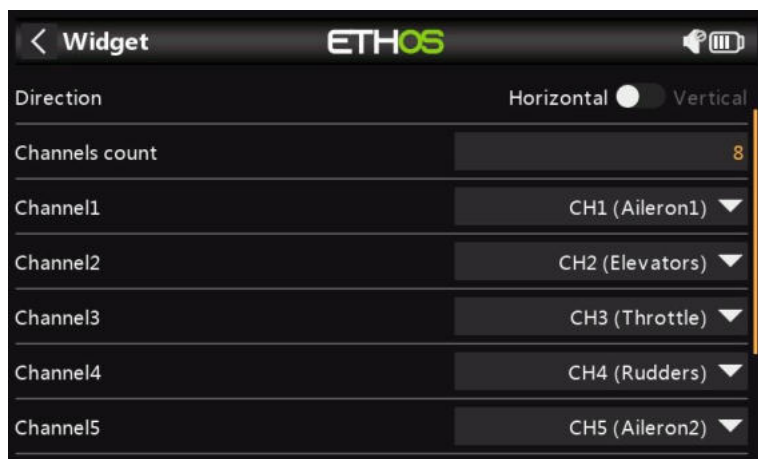 Widget ETHOS
Direction Horizontal Vertical
Channels count 8
Channel1 CH1 (Aileron1)
Channel2 CH2 (Elevators)
Channel3 CH3 (Throttle)
Channel4 CH4 (Rudders)
Channel5 CH5 (Aileron2)